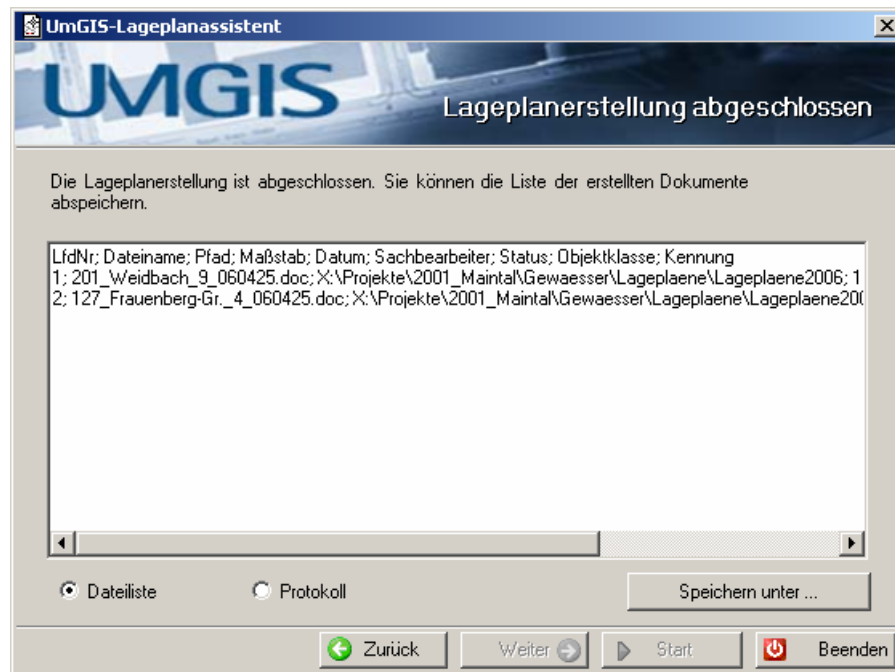 UmGIS-Lageplanassistent
UMGIS
Lageplanerstellung abgeschlossen
Die Lageplanerstellung ist abgeschlossen. Sie können die Liste der erstellten Dokumente
abspeichern.
LfdNr; Dateiname; Pfad; Maßstab; Datum; Sachbearbeiter; Status; Objektklasse; Kennung
1; 201_Weidbach_9_060425.doc; X:\Projekte\2001_Maintal\Gewaesser\Lageplaene\Lageplaene2006; 1
2; 127_Frauenberg-Gr._4_060425.doc; X:\Projekte\2001_Maintal\Gewaesser\Lageplaene\Lageplaene200
Dateiliste Protokoll Speichern unter ...
Zurück Weiter Start Beenden